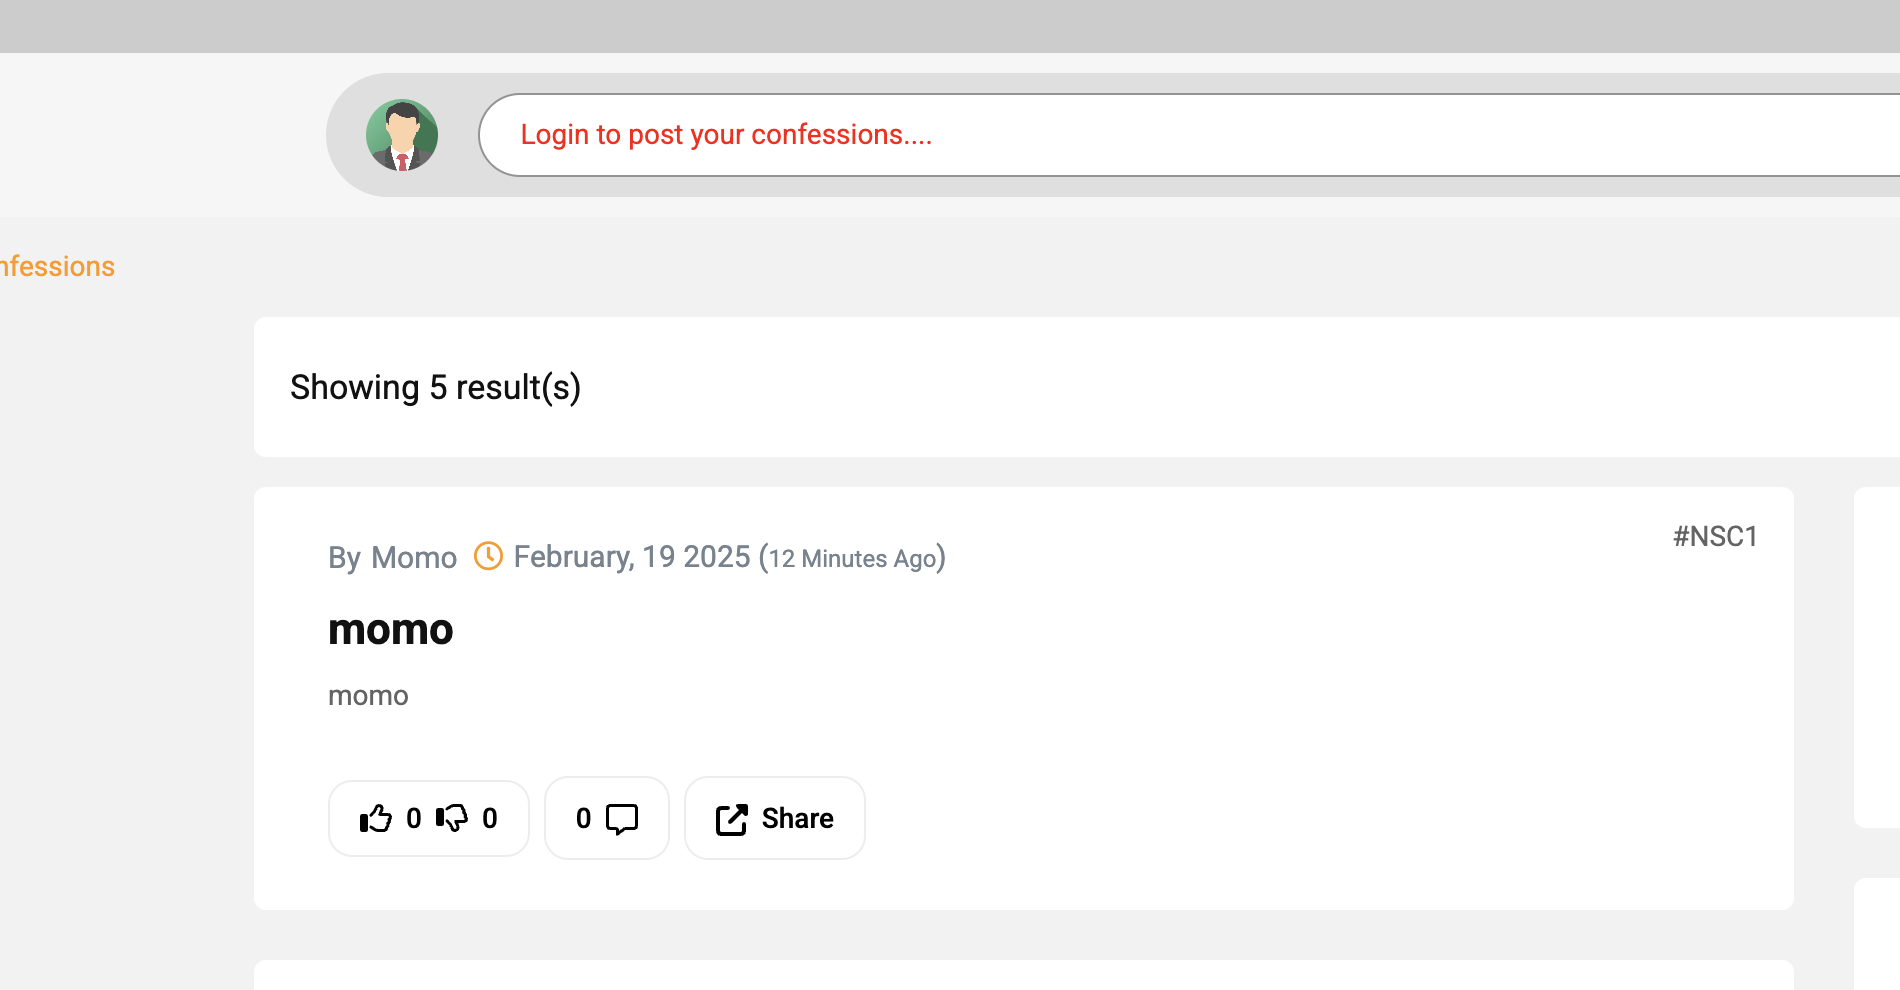 Login to post your confessions....
nfessions
Showing 5 result(s)
#NSC1
By Momo February, 19 2025 (12 Minutes Ago)
momo
momo
0 0 0 Share